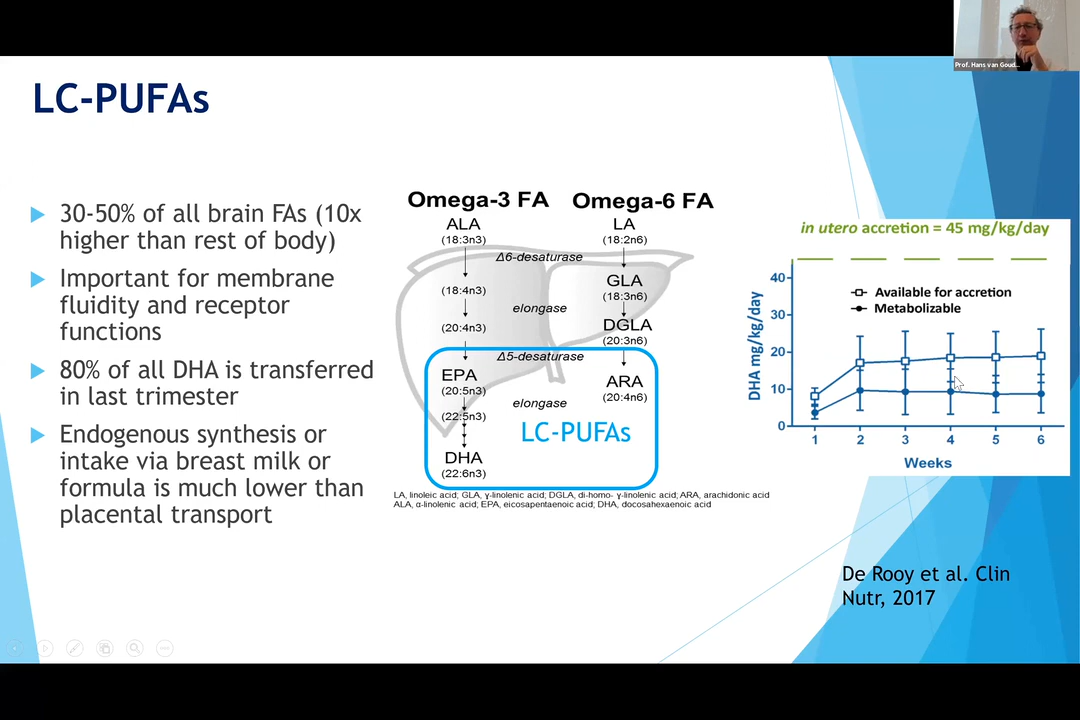 Prof. Hans van Goud...
LC-PUFAs
30-50% of all brain FAs (10x
higher than rest of body)
Important for membrane
fluidity and receptor
functions
80% of all DHA is transferred
in last trimester
Endogenous synthesis or
intake via breast milk or
formula is much lower than
placental transport
Omega-3 FA Omega-6 FA
ALA LA
(18:3n3) (18:2n6)
Δ6-desaturase
GLA
(18:4n3) (18:3n6)
elongase
DGLA
(20:4n3) (20:3n6)
Δ5-desaturase
EPA ARA
(20:5n3) (20:4n6)
elongase
(22:5n3)
LC-PUFAs
DHA
(22:6n3)
LA, linoleic acid; GLA, γ-linolenic acid; DGLA, di-homo- γ-linolenic acid; ARA, arachidonic acid
ALA, α-linolenic acid; EPA, eicosapentaenoic acid; DHA, docosahexaenoic acid
in utero accretion = 45 mg/kg/day
DHA mg/kg/day
40
30
20
10
0
Available for accretion
Metabolizable
1 2 3 4 5 6
Weeks
De Rooy et al. Clin
Nutr, 2017